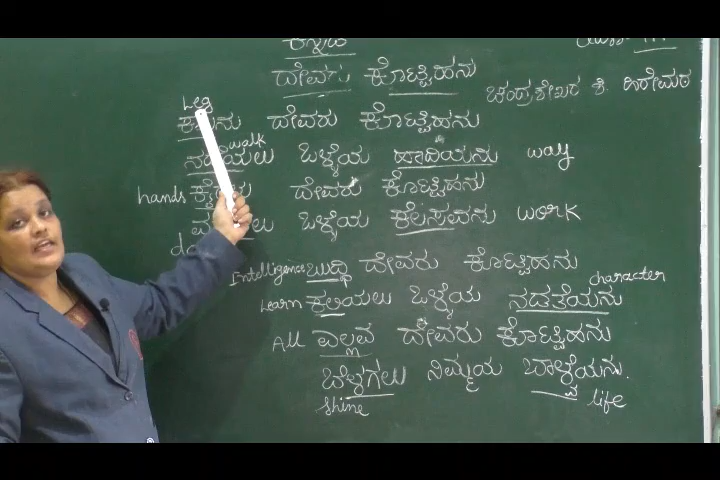 ದೇವರು ಕೊಟ್ಟಿಹನು
ಚಂದ್ರಶೇಖರ ಶಿ. ಹಿರೇಮಠ
Leg
ದೇವರು ಕೊಟ್ಟಿಹನು
walk
ನಡೆಯಲು ಒಳ್ಳೆಯ ಹಾದಿಯನು way
hands ದೇವರು ಕೊಟ್ಟಿಹನು
ಒಳ್ಳೆಯ ಕೆಲಸವನು work
Intelligence ಬುದ್ಧಿ ದೇವರು ಕೊಟ್ಟಿಹನು
character
Learn ಕಲಿಯಲು ಒಳ್ಳೆಯ ನಡತೆಯನು
All ಎಲ್ಲವ ದೇವರು ಕೊಟ್ಟಿಹನು
ಬೆಳಗಲು ನಿಮ್ಮಯ ಬಾಳ್ವೆಯನು.
Shine life